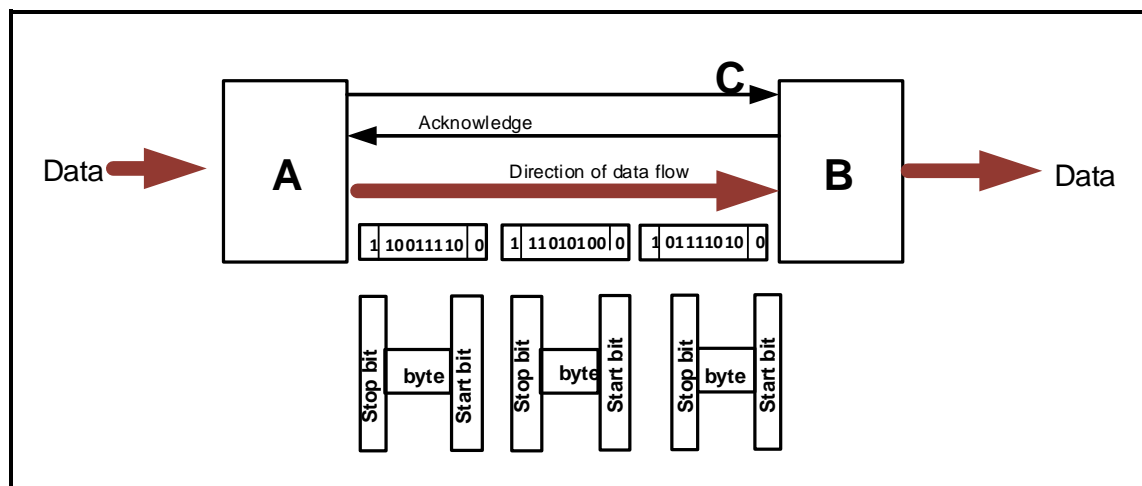 C
Acknowledge
Data
A
Direction of data flow
B
Data
1 10011110 0
1 11010100 0
1 01111010 0
Stop bit
byte
Start bit
Stop bit
byte
Start bit
Stop bit
byte
Start bit